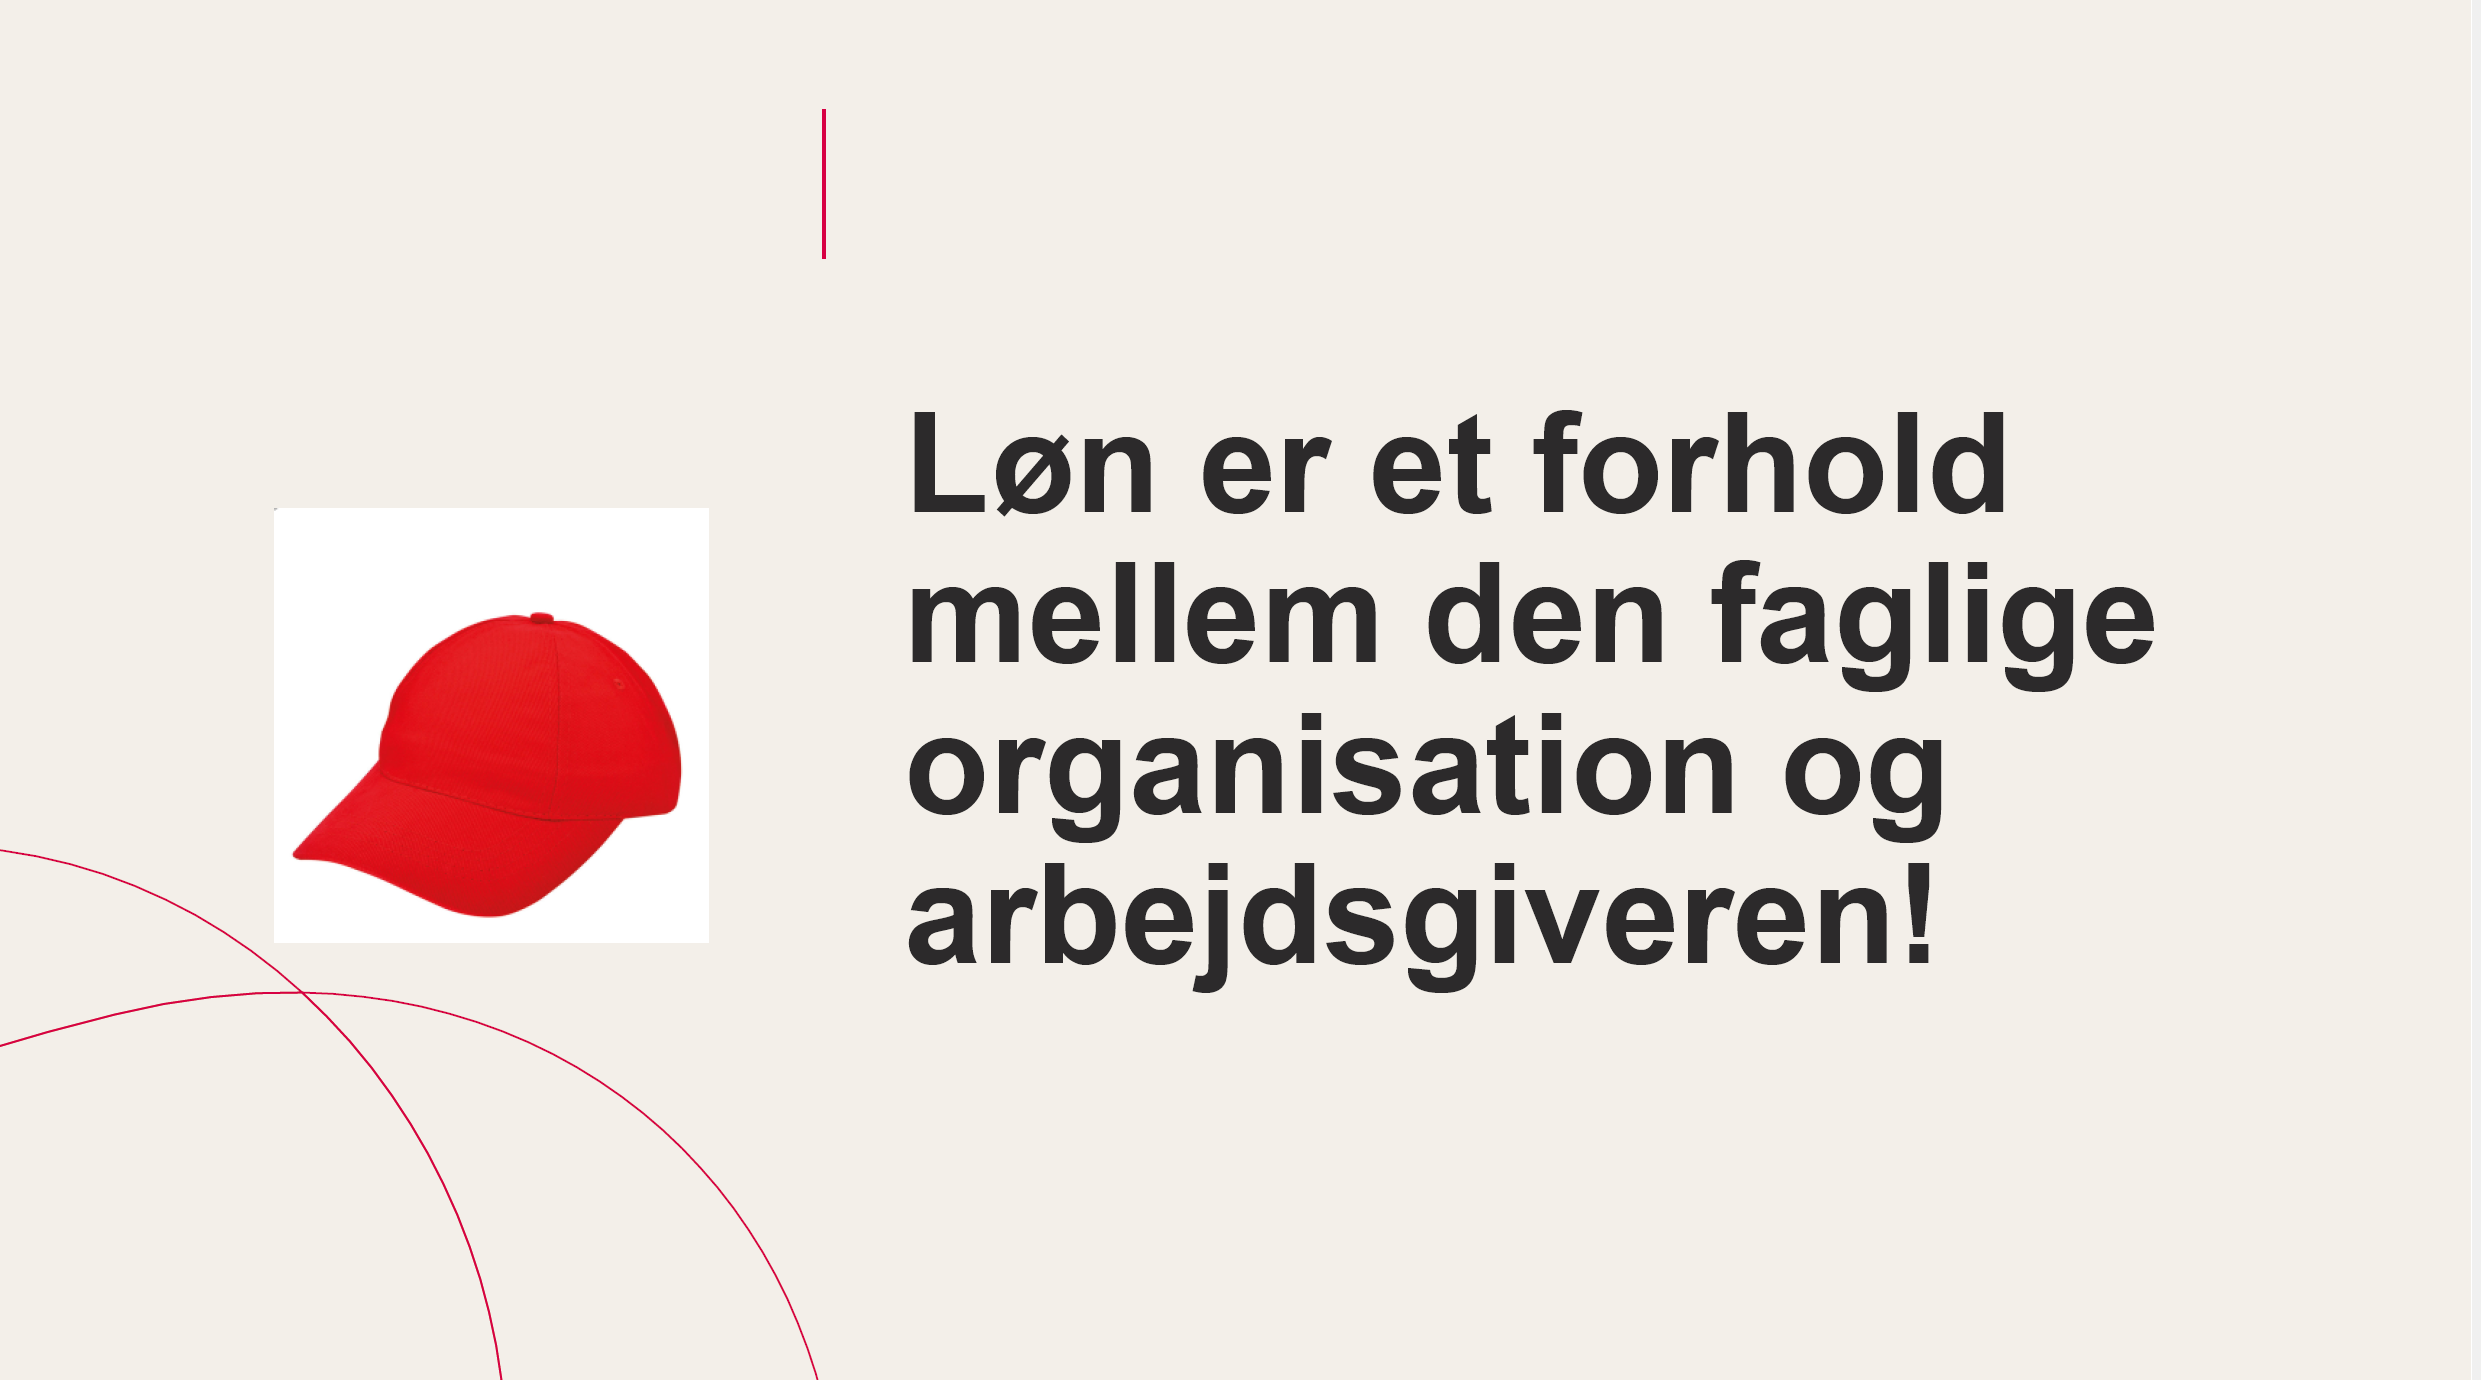 Løn er et forhold
mellem den faglige
organisation og
arbejdsgiveren!